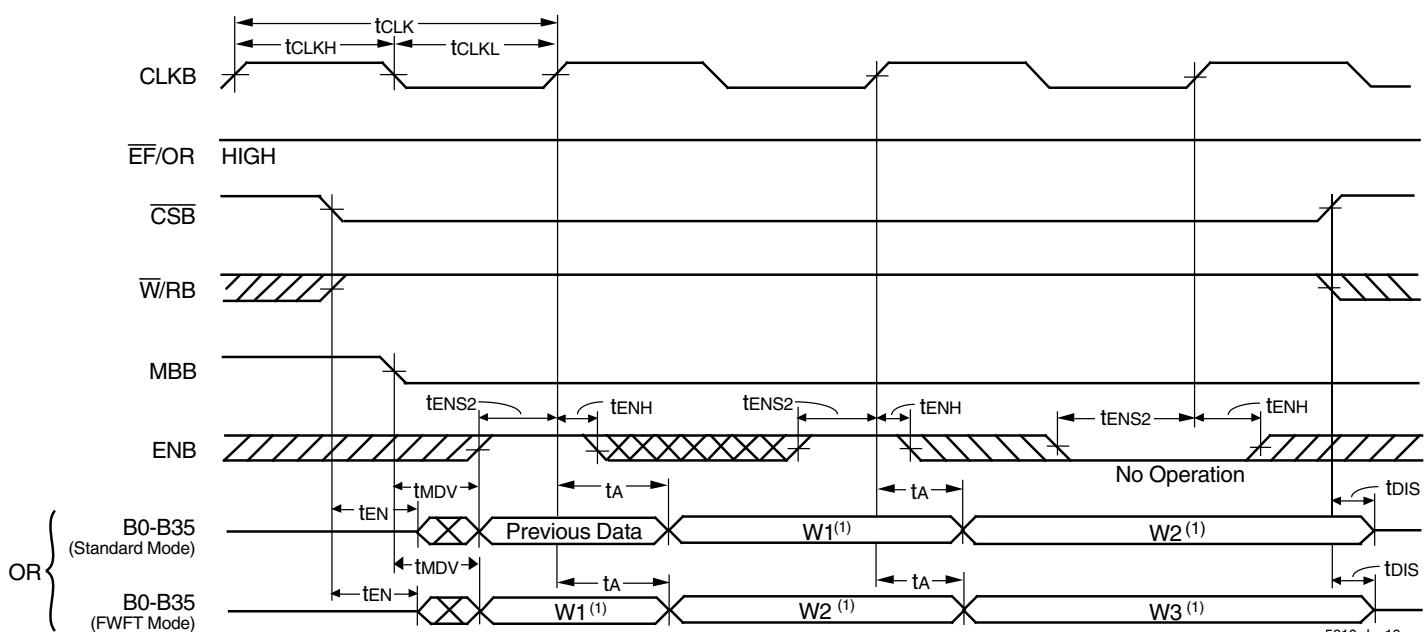 tCLK
tCLKH tCLKL
CLKB
EF/OR HIGH
CSB
W/RB
MBB
tENS2 tENH tENS2 tENH tENS2 tENH
ENB
No Operation
tMDV tA tA tDIS
tEN
B0-B35 Previous Data W1(1) W2(1)
(Standard Mode)
OR
tMDV tA tA tDIS
tEN
B0-B35 W1(1) W2(1) W3(1)
(FWFT Mode)